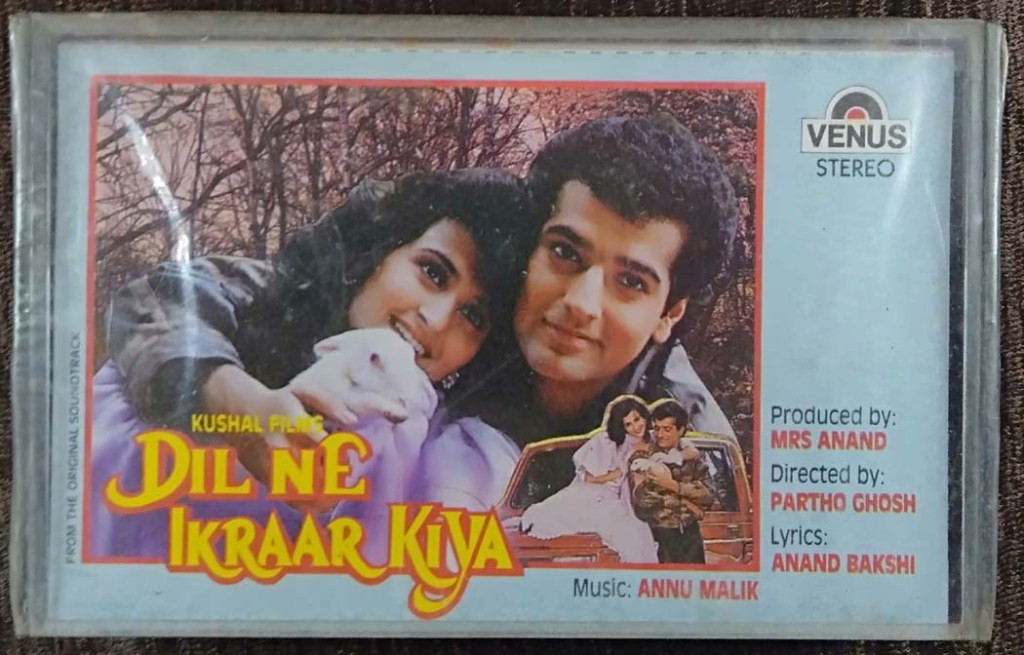 VENUS
STEREO
FROM THE ORIGINAL SOUNDTRACK
KUSHAL FILMS
DIL NE
IKRAAR KIYA
Produced by:
MRS ANAND
Directed by:
PARTHO GHOSH
Lyrics:
ANAND BAKSHI
Music: ANNU MALIK